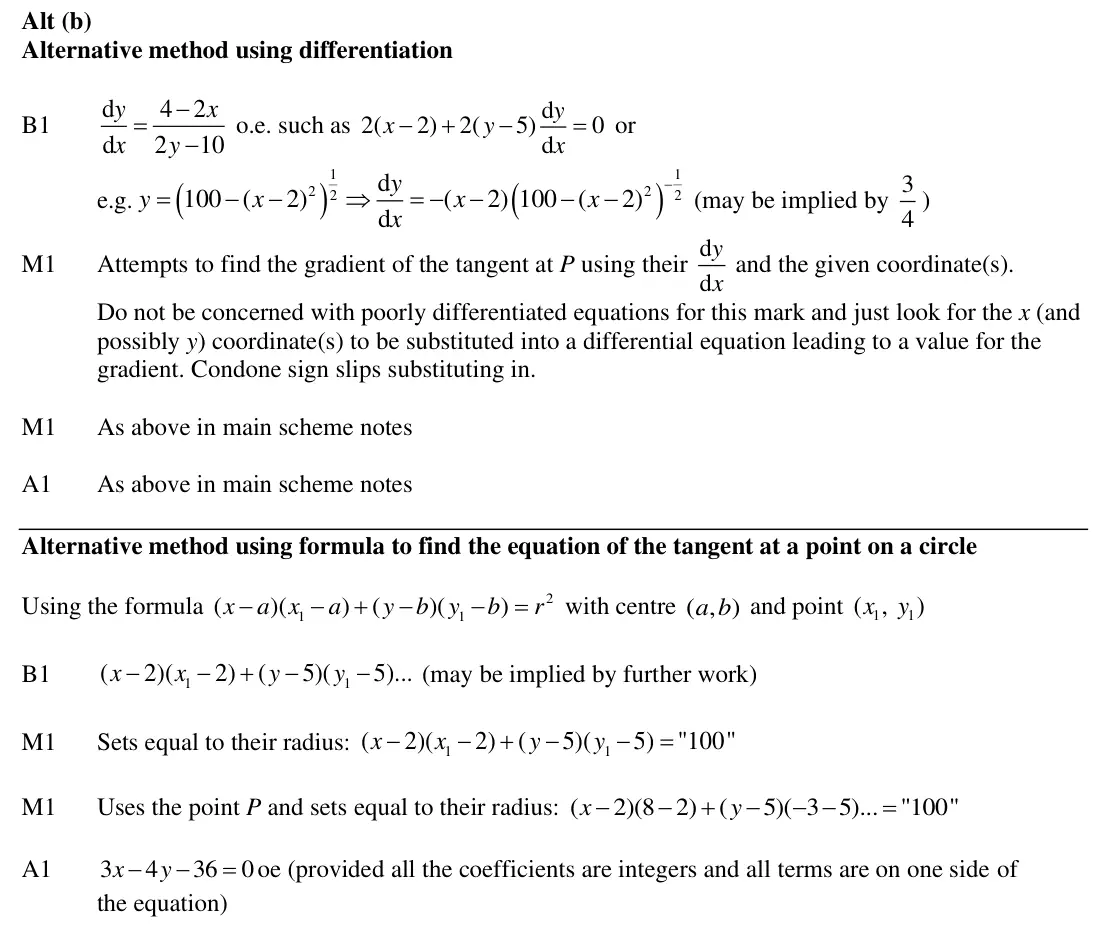 Alt (b)
Alternative method using differentiation
B1 dy/dx = (4 − 2x)/(2y − 10) o.e. such as 2(x − 2) + 2(y − 5) dy/dx = 0 or
e.g. y = (100 − (x − 2)²)^(1/2) ⇒ dy/dx = −(x − 2)(100 − (x − 2)²)^(−1/2) (may be implied by 3/4 )
M1 Attempts to find the gradient of the tangent at P using their dy/dx and the given coordinate(s).
Do not be concerned with poorly differentiated equations for this mark and just look for the x (and
possibly y) coordinate(s) to be substituted into a differential equation leading to a value for the
gradient. Condone sign slips substituting in.
M1 As above in main scheme notes
A1 As above in main scheme notes
Alternative method using formula to find the equation of the tangent at a point on a circle
Using the formula (x − a)(x₁ − a) + (y − b)(y₁ − b) = r² with centre (a, b) and point (x₁, y₁)
B1 (x − 2)(x₁ − 2) + (y − 5)(y₁ − 5)... (may be implied by further work)
M1 Sets equal to their radius: (x − 2)(x₁ − 2) + (y − 5)(y₁ − 5) = "100"
M1 Uses the point P and sets equal to their radius: (x − 2)(8 − 2) + (y − 5)(−3 − 5)... = "100"
A1 3x − 4y − 36 = 0 oe (provided all the coefficients are integers and all terms are on one side of
the equation)